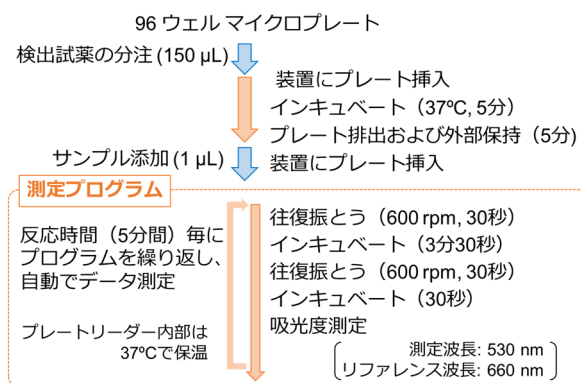 96 ウェル マイクロプレート
検出試薬の分注 (150 µL)
装置にプレート挿入
インキュベート（37ºC, 5分）
プレート排出および外部保持（5分）
サンプル添加 (1 µL)
装置にプレート挿入
測定プログラム
反応時間（5分間）毎に
プログラムを繰り返し、
自動でデータ測定
プレートリーダー内部は
37ºCで保温
往復振とう（600 rpm, 30秒）
インキュベート（3分30秒）
往復振とう（600 rpm, 30秒）
インキュベート（30秒）
吸光度測定
測定波長: 530 nm
リファレンス波長: 660 nm